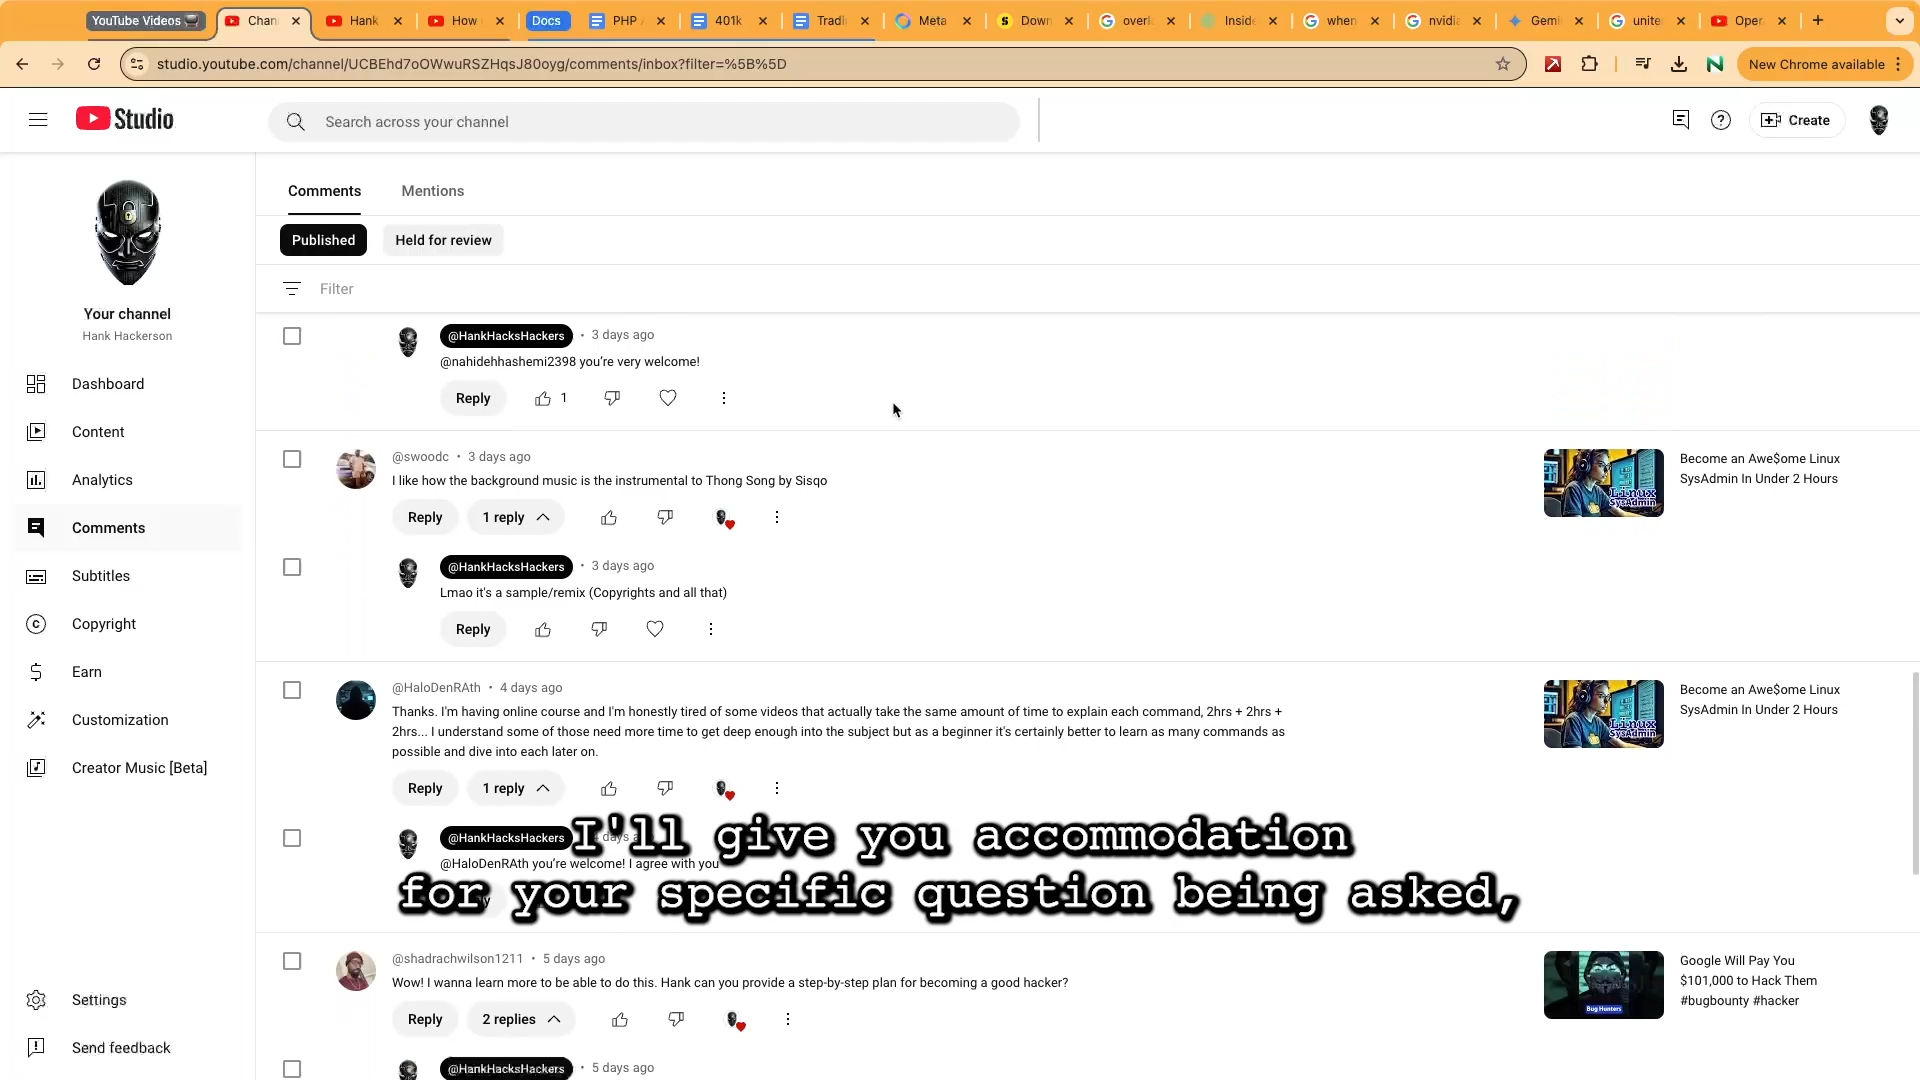 YouTube Videos
Chan
Hank
How
Docs
PHP
401k
Tradi
Meta
Down
overl
Inside
when
nvidia
Gemi
unite
Oper
studio.youtube.com/channel/UCBEhd7oOWwuRSZHqsJ80oyg/comments/inbox?filter=%5B%5D
New Chrome available
Studio
Search across your channel
Create
Your channel
Hank Hackerson
Dashboard
Content
Analytics
Comments
Subtitles
Copyright
Earn
Customization
Creator Music [Beta]
Settings
Send feedback
Comments Mentions
Published Held for review
Filter
@HankHacksHackers • 3 days ago
@nahidehhashemi2398 you're very welcome!
Reply 1
@swoodc • 3 days ago
I like how the background music is the instrumental to Thong Song by Sisqo
Reply 1 reply
Become an Awe$ome Linux
SysAdmin In Under 2 Hours
Linux
SysAdmin
@HankHacksHackers • 3 days ago
Lmao it's a sample/remix (Copyrights and all that)
Reply
@HaloDenRAth • 4 days ago
Thanks. I'm having online course and I'm honestly tired of some videos that actually take the same amount of time to explain each command, 2hrs + 2hrs +
2hrs... I understand some of those need more time to get deep enough into the subject but as a beginner it's certainly better to learn as many commands as
possible and dive into each later on.
Reply 1 reply
Become an Awe$ome Linux
SysAdmin In Under 2 Hours
Linux
SysAdmin
@HankHacksHackers days
@HaloDenRAth you're welcome! I agree with you
I'll give you accommodation
for your specific question being asked,
@shadrachwilson1211 • 5 days ago
Wow! I wanna learn more to be able to do this. Hank can you provide a step-by-step plan for becoming a good hacker?
Reply 2 replies
Google Will Pay You
$101,000 to Hack Them
#bugbounty #hacker
Bug Hunters
@HankHacksHackers • 5 days ago